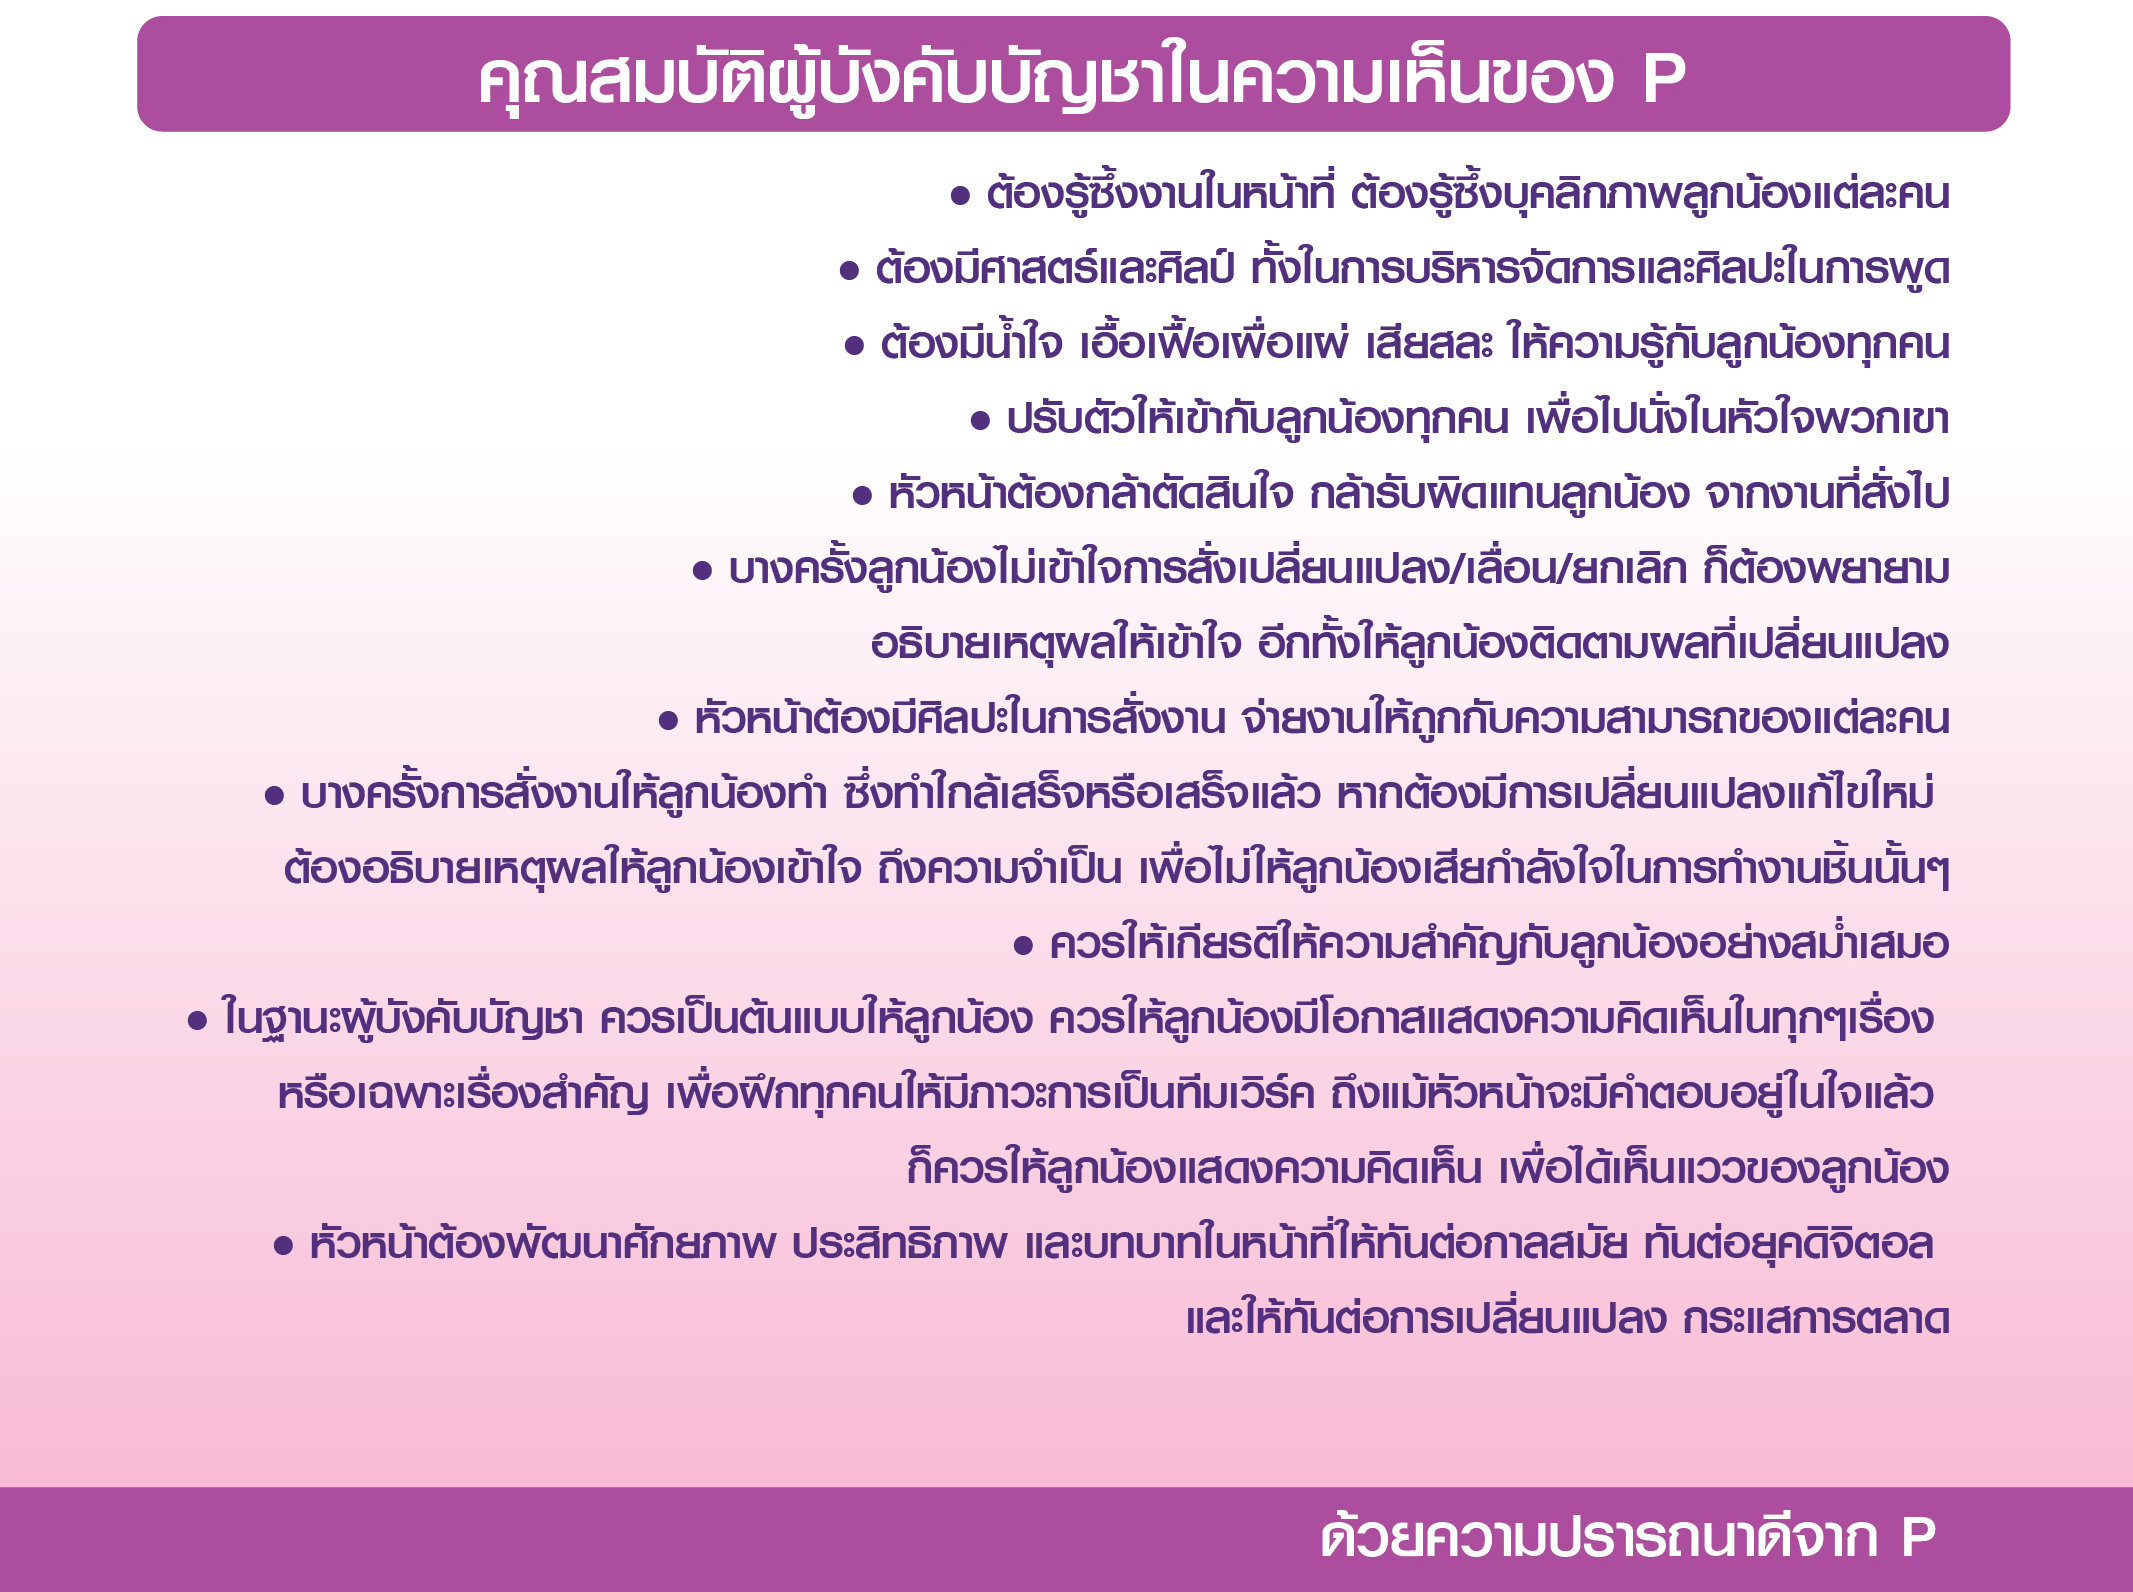 คุณสมบัติผู้บังคับบัญชาในความเห็นของ P
• ต้องรู้ซึ้งงานในหน้าที่ ต้องรู้ซึ้งบุคลิกภาพลูกน้องแต่ละคน
• ต้องมีศาสตร์และศิลป์ ทั้งในการบริหารจัดการและศิลปะในการพูด
• ต้องมีน้ำใจ เอื้อเฟื้อเผื่อแผ่ เสียสละ ให้ความรู้กับลูกน้องทุกคน
• ปรับตัวให้เข้ากับลูกน้องทุกคน เพื่อไปนั่งในหัวใจพวกเขา
• หัวหน้าต้องกล้าตัดสินใจ กล้ารับผิดแทนลูกน้อง จากงานที่สั่งไป
• บางครั้งลูกน้องไม่เข้าใจการสั่งเปลี่ยนแปลง/เลื่อน/ยกเลิก ก็ต้องพยายาม
อธิบายเหตุผลให้เข้าใจ อีกทั้งให้ลูกน้องติดตามผลที่เปลี่ยนแปลง
• หัวหน้าต้องมีศิลปะในการสั่งงาน จ่ายงานให้ถูกกับความสามารถของแต่ละคน
• บางครั้งการสั่งงานให้ลูกน้องทำ ซึ่งทำใกล้เสร็จหรือเสร็จแล้ว หากต้องมีการเปลี่ยนแปลงแก้ไขใหม่
ต้องอธิบายเหตุผลให้ลูกน้องเข้าใจ ถึงความจำเป็น เพื่อไม่ให้ลูกน้องเสียกำลังใจในการทำงานชิ้นนั้นๆ
• ควรให้เกียรติให้ความสำคัญกับลูกน้องอย่างสม่ำเสมอ
• ในฐานะผู้บังคับบัญชา ควรเป็นต้นแบบให้ลูกน้อง ควรให้ลูกน้องมีโอกาสแสดงความคิดเห็นในทุกๆเรื่อง
หรือเฉพาะเรื่องสำคัญ เพื่อฝึกทุกคนให้มีภาวะการเป็นทีมเวิร์ค ถึงแม้หัวหน้าจะมีคำตอบอยู่ในใจแล้ว
ก็ควรให้ลูกน้องแสดงความคิดเห็น เพื่อได้เห็นแววของลูกน้อง
• หัวหน้าต้องพัฒนาศักยภาพ ประสิทธิภาพ และบทบาทในหน้าที่ให้ทันต่อกาลสมัย ทันต่อยุคดิจิตอล
และให้ทันต่อการเปลี่ยนแปลง กระแสการตลาด
ด้วยความปรารถนาดีจาก P